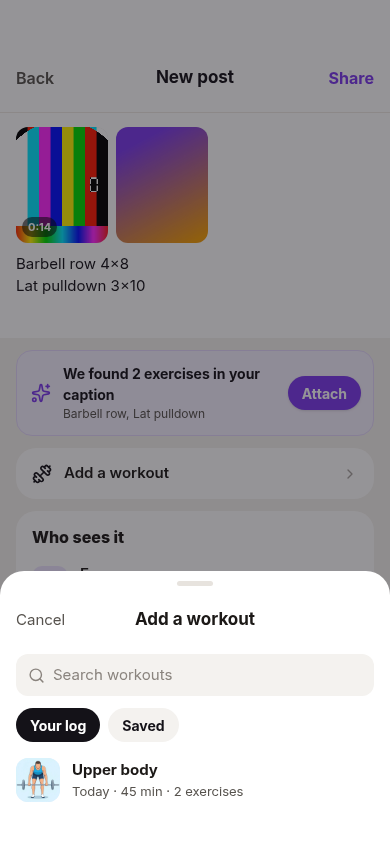 Back
New post
Share
0:14
Barbell row 4×8
Lat pulldown 3×10
We found 2 exercises in your
caption
Barbell row, Lat pulldown
Attach
Add a workout
Who sees it
Cancel
Add a workout
Search workouts
Your log
Saved
Upper body
Today · 45 min · 2 exercises